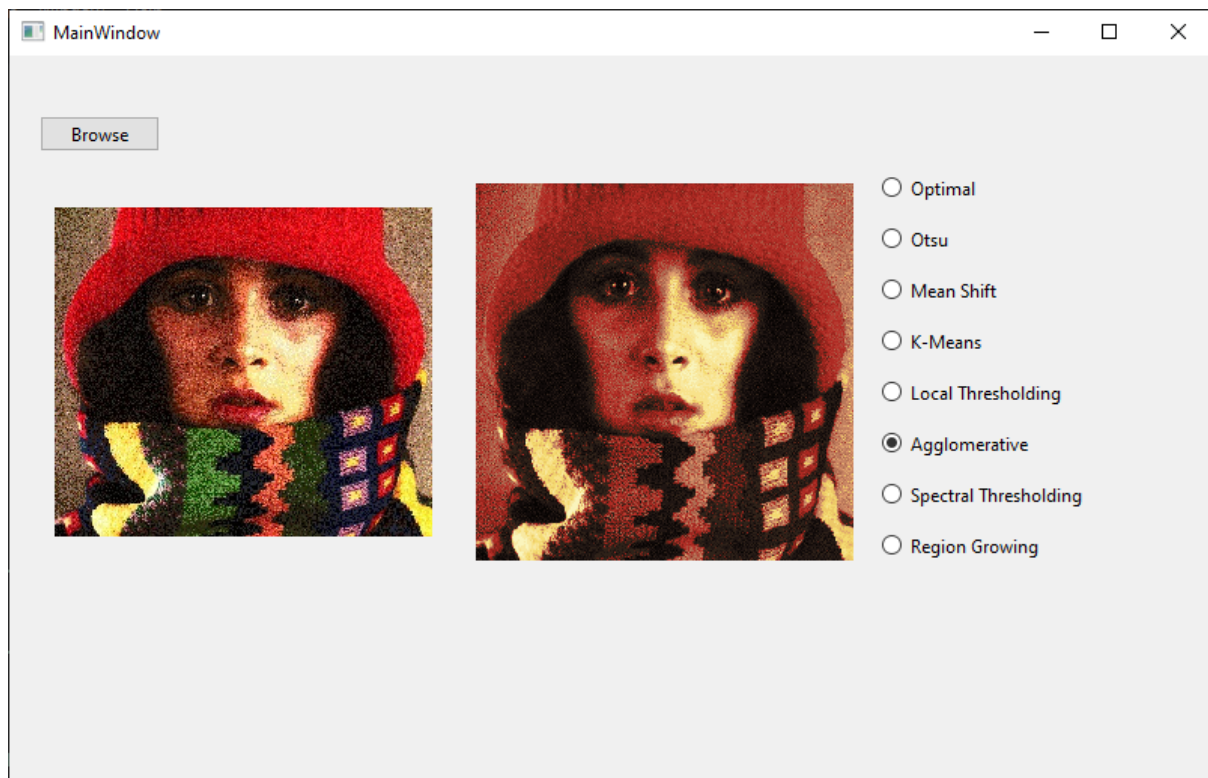 MainWindow
Browse
Optimal
Otsu
Mean Shift
K-Means
Local Thresholding
Agglomerative
Spectral Thresholding
Region Growing